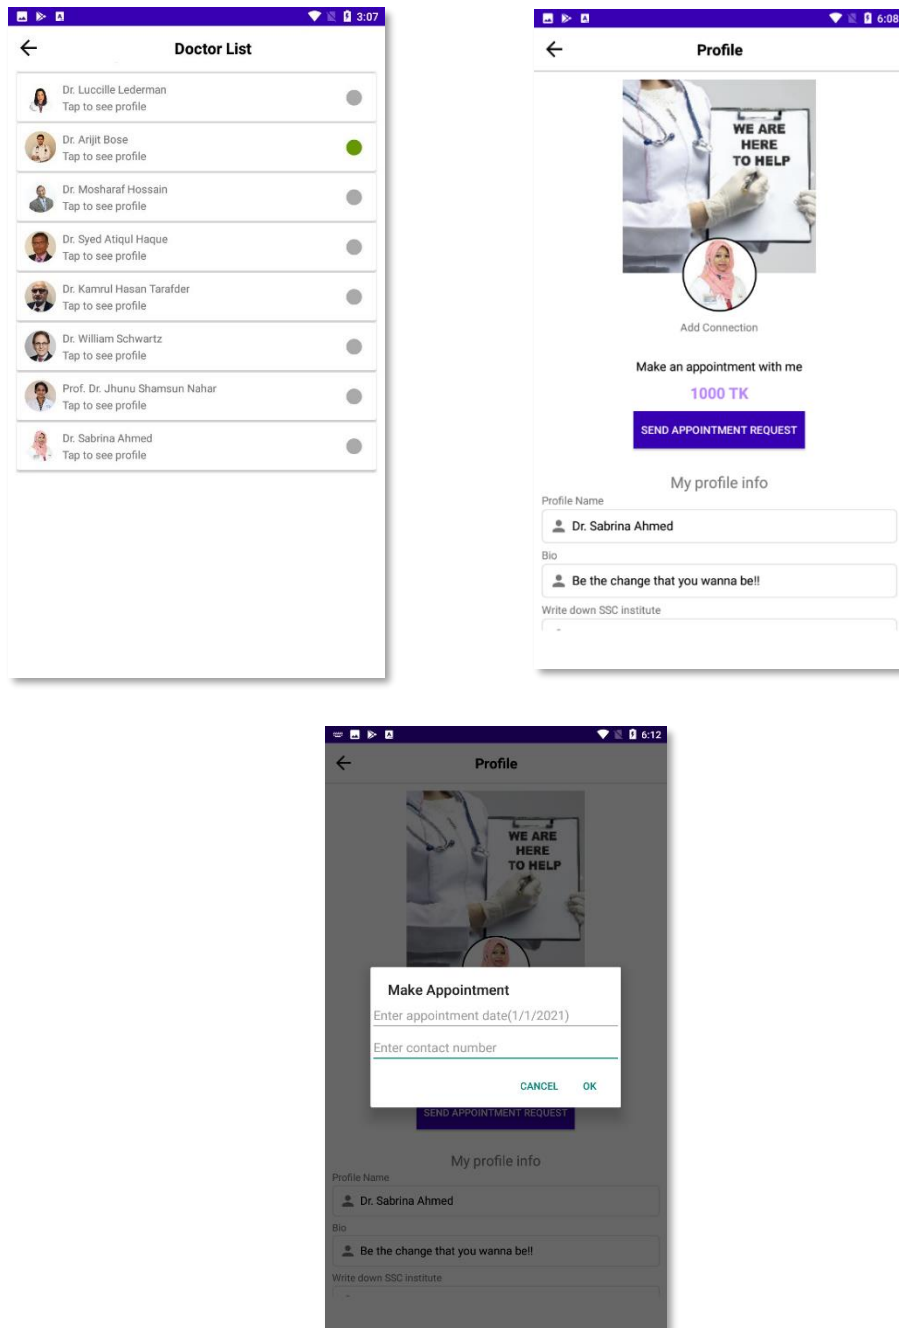 3:07
Doctor List
Dr. Luccille Lederman
Tap to see profile
Dr. Arijit Bose
Tap to see profile
Dr. Mosharaf Hossain
Tap to see profile
Dr. Syed Atiqul Haque
Tap to see profile
Dr. Kamrul Hasan Tarafder
Tap to see profile
Dr. William Schwartz
Tap to see profile
Prof. Dr. Jhunu Shamsun Nahar
Tap to see profile
Dr. Sabrina Ahmed
Tap to see profile
6:08
Profile
WE ARE
HERE
TO HELP
Add Connection
Make an appointment with me
1000 TK
SEND APPOINTMENT REQUEST
My profile info
Profile Name
Dr. Sabrina Ahmed
Bio
Be the change that you wanna be!!
Write down SSC institute
6:12
Profile
WE ARE
HERE
TO HELP
Make Appointment
Enter appointment date(1/1/2021)
Enter contact number
CANCEL OK
SEND APPOINTMENT REQUEST
My profile info
Profile Name
Dr. Sabrina Ahmed
Bio
Be the change that you wanna be!!
Write down SSC institute